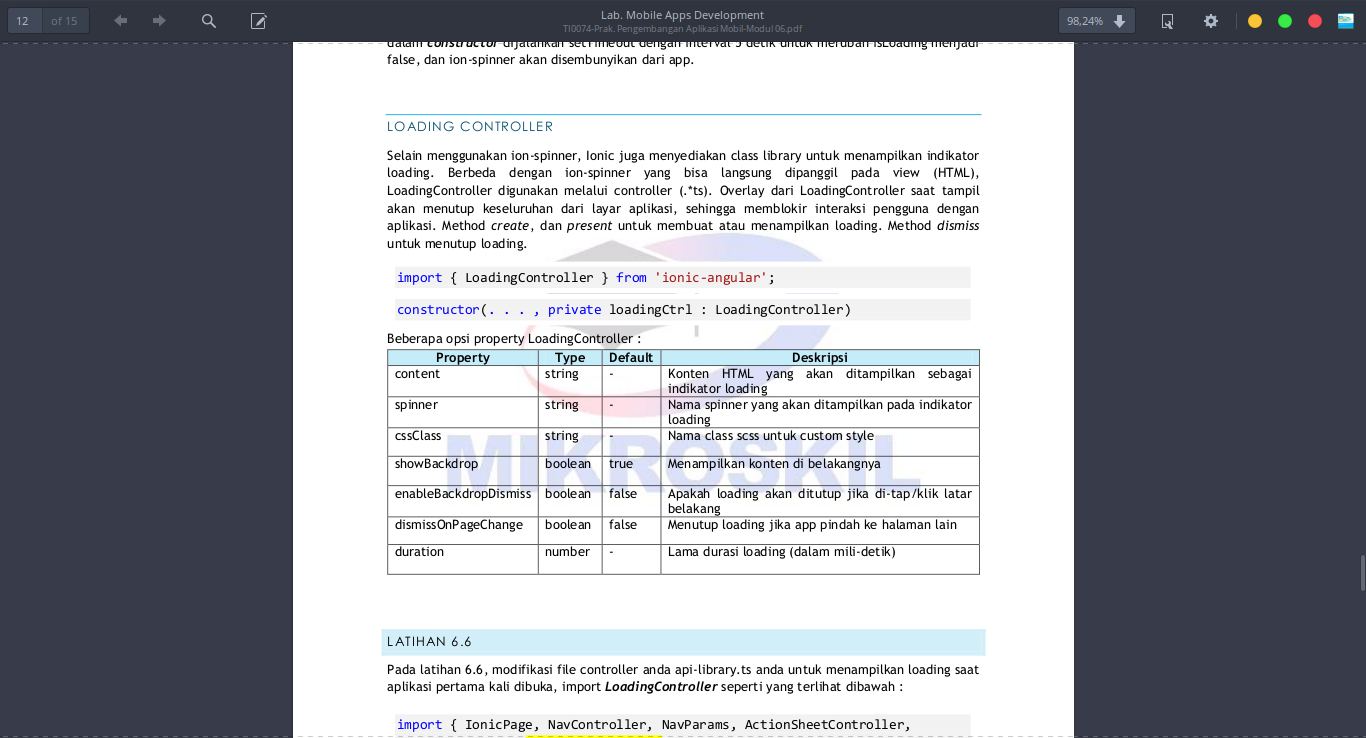 12 of 15
Lab. Mobile Apps Development
TI0074-Prak. Pengembangan Aplikasi Mobil-Modul 06.pdf
98,24%
dalam constructor dijalankan setTimeout dengan interval 5 detik untuk merubah isLoading menjadi
false, dan ion-spinner akan disembunyikan dari app.
LOADING CONTROLLER
Selain menggunakan ion-spinner, Ionic juga menyediakan class library untuk menampilkan indikator
loading. Berbeda dengan ion-spinner yang bisa langsung dipanggil pada view (HTML),
LoadingController digunakan melalui controller (.*ts). Overlay dari LoadingController saat tampil
akan menutup keseluruhan dari layar aplikasi, sehingga memblokir interaksi pengguna dengan
aplikasi. Method create, dan present untuk membuat atau menampilkan loading. Method dismiss
untuk menutup loading.
import { LoadingController } from 'ionic-angular';
constructor(. . . , private loadingCtrl : LoadingController)
Beberapa opsi property LoadingController :
Property Type Default Deskripsi
content string - Konten HTML yang akan ditampilkan sebagai
indikator loading
spinner string - Nama spinner yang akan ditampilkan pada indikator
loading
cssClass string - Nama class scss untuk custom style
showBackdrop boolean true Menampilkan konten di belakangnya
enableBackdropDismiss boolean false Apakah loading akan ditutup jika di-tap/klik latar
belakang
dismissOnPageChange boolean false Menutup loading jika app pindah ke halaman lain
duration number - Lama durasi loading (dalam mili-detik)
MIKROSKIL
LATIHAN 6.6
Pada latihan 6.6, modifikasi file controller anda api-library.ts anda untuk menampilkan loading saat
aplikasi pertama kali dibuka, import LoadingController seperti yang terlihat dibawah :
import { IonicPage, NavController, NavParams, ActionSheetController,